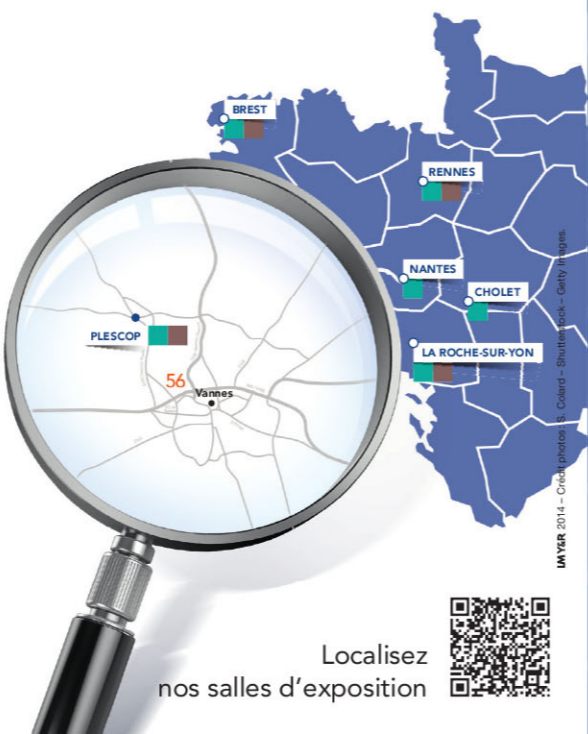 BREST
RENNES
NANTES
CHOLET
LA ROCHE-SUR-YON
PLESCOP
56
Vannes
LMY&R 2014 – Crédit photos : S. Colard – Shutterstock – Getty Images.
Localisez
nos salles d'exposition